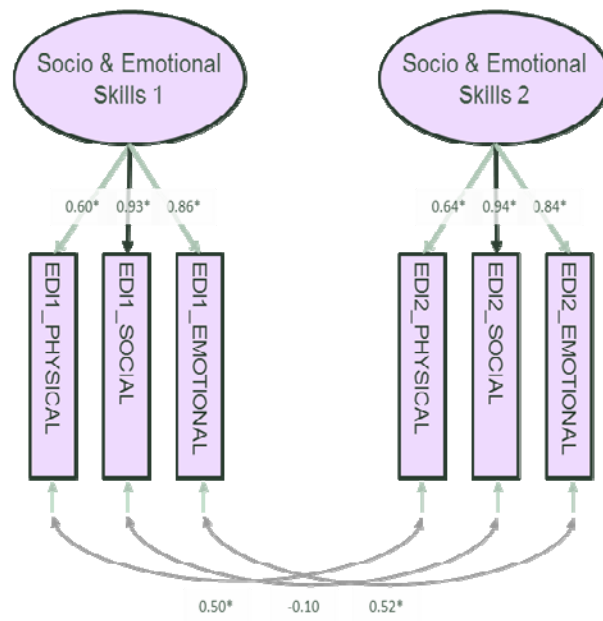 Socio & Emotional
Skills 1
Socio & Emotional
Skills 2
0.60* 0.93* 0.86*
0.64* 0.94* 0.84*
EDI1_PHYSICAL
EDI1_SOCIAL
EDI1_EMOTIONAL
EDI2_PHYSICAL
EDI2_SOCIAL
EDI2_EMOTIONAL
0.50* -0.10 0.52*